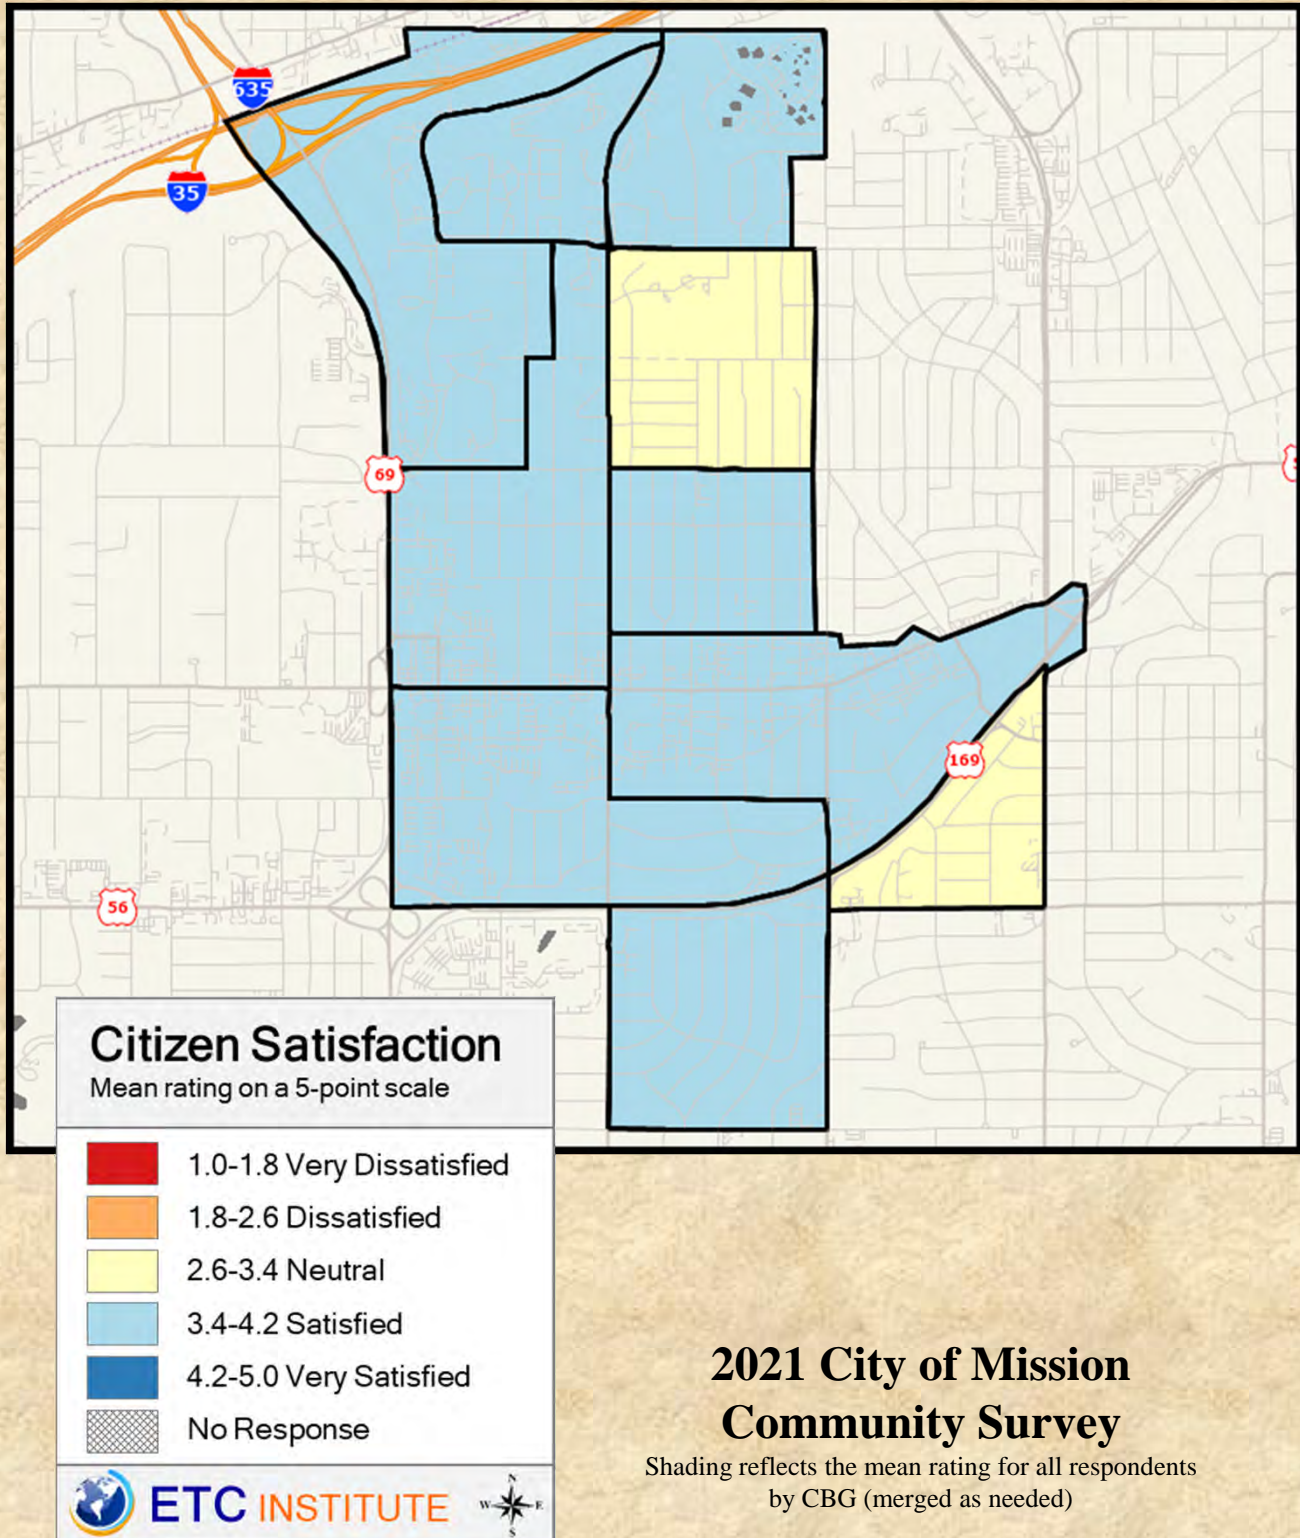 635
35
69
169
56
Citizen Satisfaction
Mean rating on a 5-point scale
1.0-1.8 Very Dissatisfied
1.8-2.6 Dissatisfied
2.6-3.4 Neutral
3.4-4.2 Satisfied
4.2-5.0 Very Satisfied
No Response
ETC INSTITUTE
N
W E
S
2021 City of Mission
Community Survey
Shading reflects the mean rating for all respondents
by CBG (merged as needed)